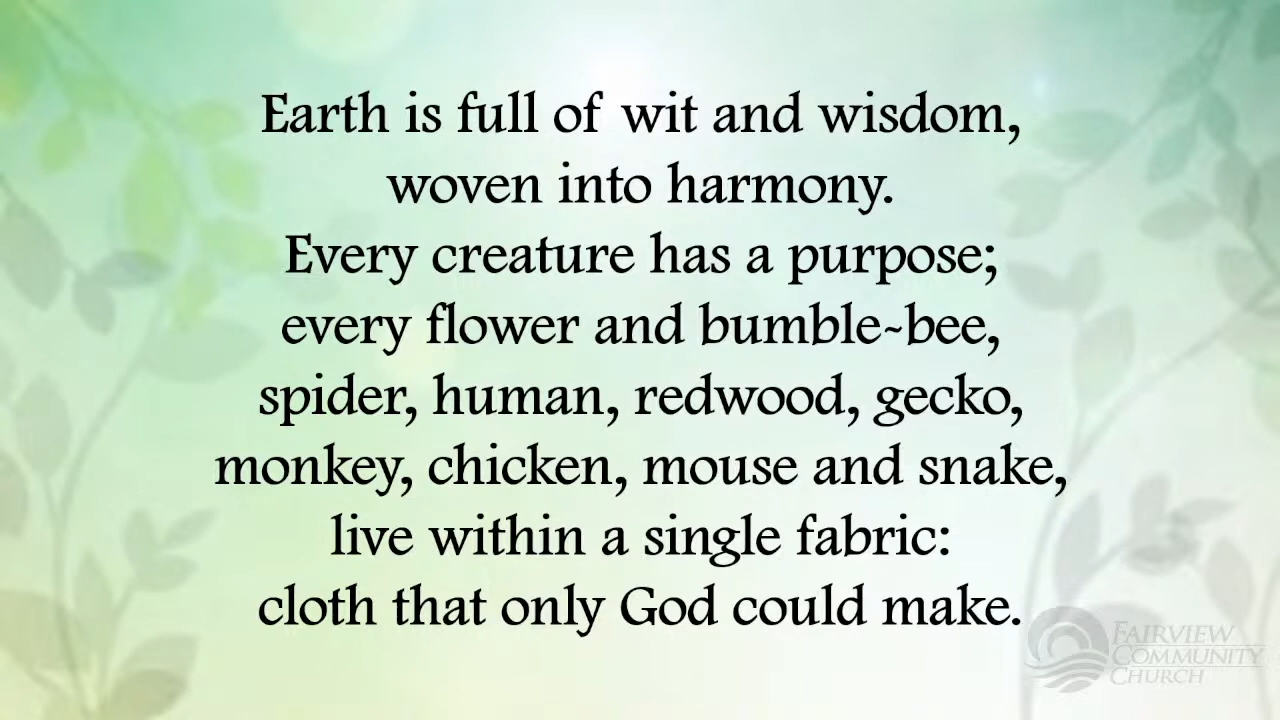 Earth is full of wit and wisdom,
woven into harmony.
Every creature has a purpose;
every flower and bumble-bee,
spider, human, redwood, gecko,
monkey, chicken, mouse and snake,
live within a single fabric:
cloth that only God could make.
FAIRVIEW
COMMUNITY
CHURCH